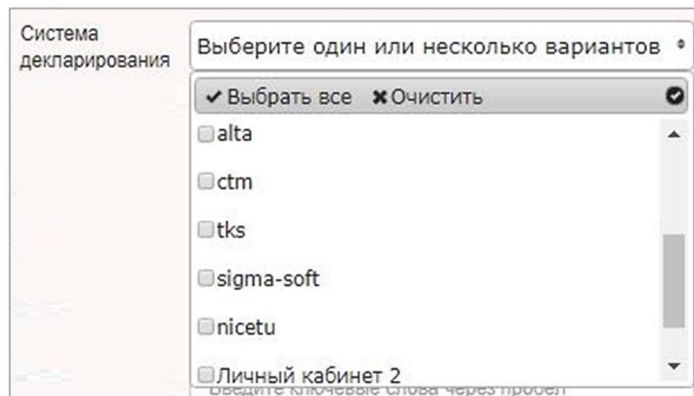 Система
декларирования
Выберите один или несколько вариантов
Выбрать все Очистить
alta
ctm
tks
sigma-soft
nicetu
Личный кабинет 2
Введите ключевые слова через пробел